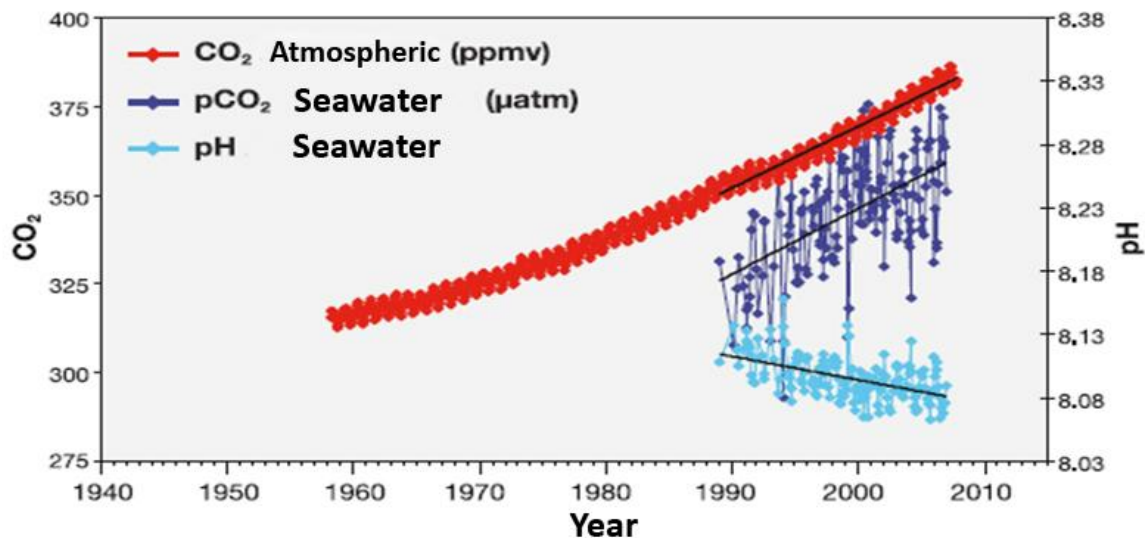 CO₂ Atmospheric (ppmv)
pCO₂ Seawater (µatm)
pH Seawater
400
375
350
325
300
275
CO₂
8.38
8.33
8.28
8.23
8.18
8.13
8.08
8.03
pH
1940 1950 1960 1970 1980 1990 2000 2010
Year